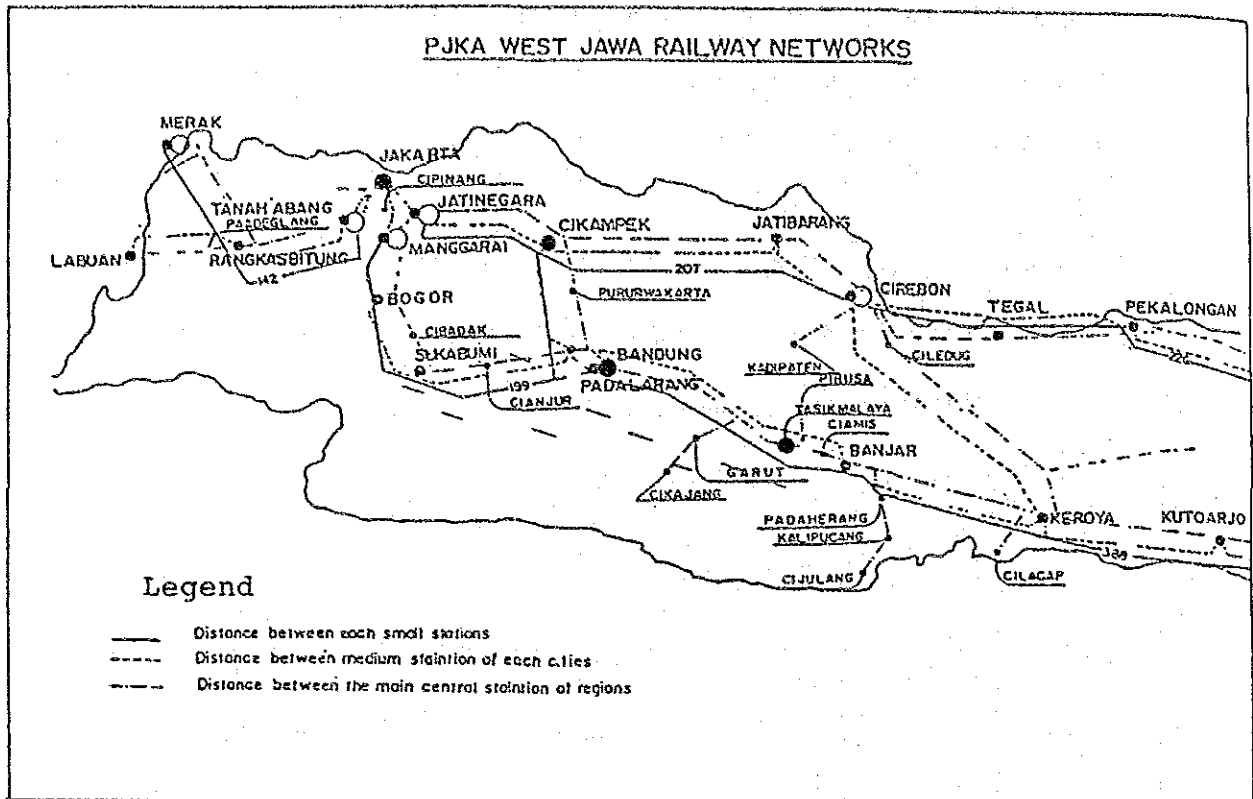 PJKA WEST JAWA RAILWAY NETWORKS
MERAK
JAKARTA
CIPINANG
TANAH ABANG
JATINEGARA
PANDEGLANG
CIKAMPEK
JATIBARANG
LABUAN
RANGKASBITUNG
MANGGARAI
142
207
BOGOR
PURURWAKARTA
CIREBON
TEGAL
PEKALONGAN
CIBADAK
SUKABUMI
BANDUNG
KADIPATEN
CILEDUG
226
199
PADALARANG
PIRUSA
CIANJUR
TASIKMALAYA
CIAMIS
BANJAR
GARUT
CIKAJANG
PADAHERANG
KEROYA
KUTOARJO
KALIPUCANG
CIJULANG
CILACAP
Legend
Distance between each small stations
Distance between medium staintion of each cities
Distance between the main central staintion of regions